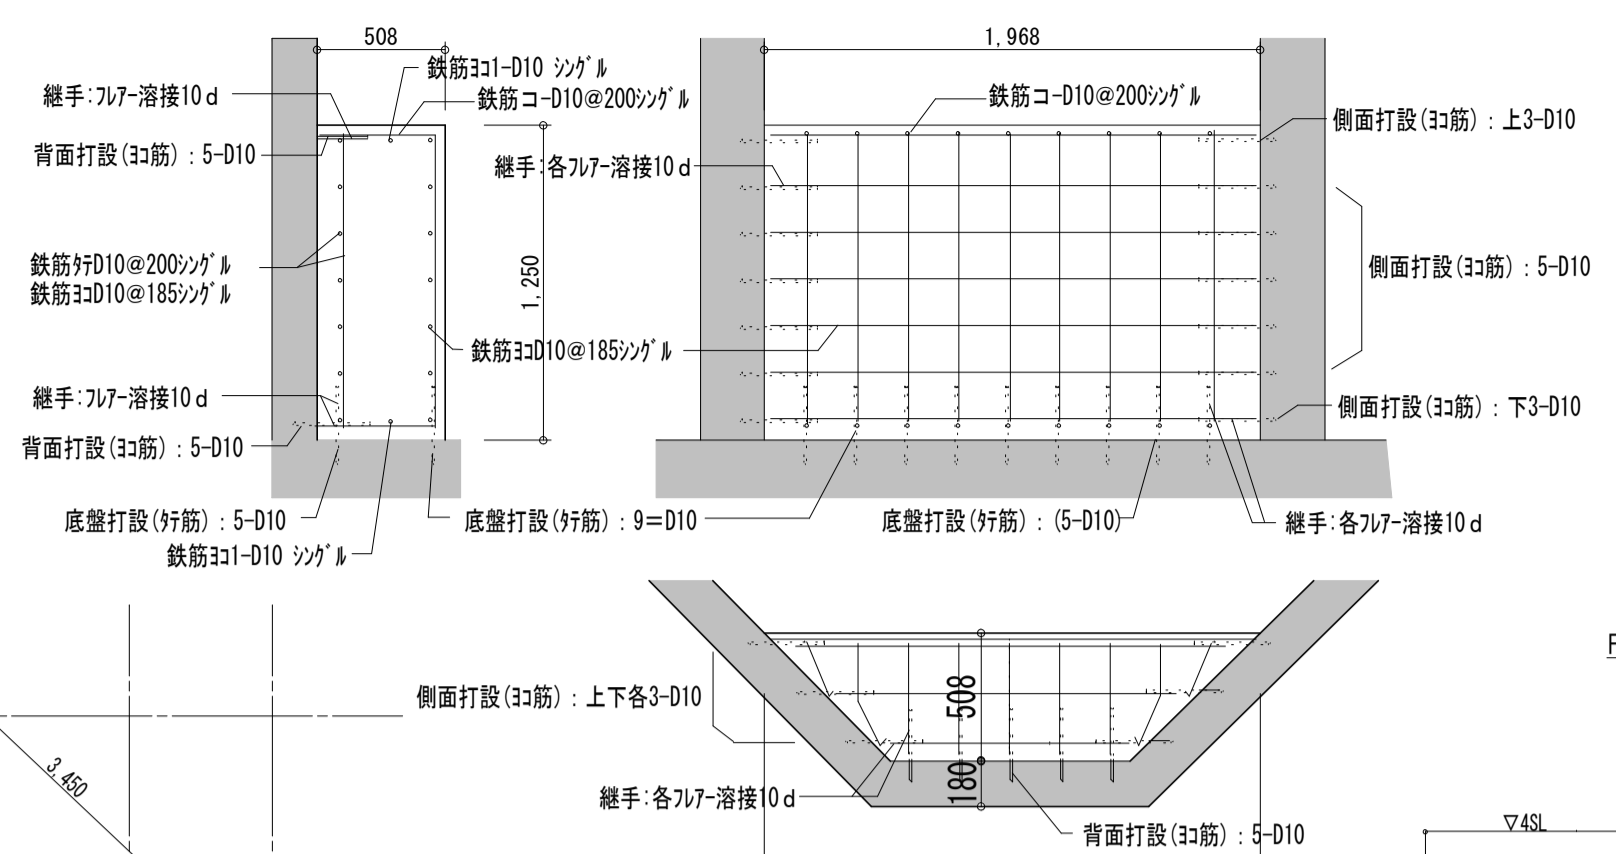 508
鉄筋ﾖｺ1-D10 ｼﾝｸﾞﾙ
継手:ﾌﾚｱｰ溶接10d
鉄筋コ-D10@200ｼﾝｸﾞﾙ
背面打設(ﾖｺ筋) : 5-D10
鉄筋ﾀﾃD10@200ｼﾝｸﾞﾙ
鉄筋ﾖｺD10@185ｼﾝｸﾞﾙ
1,250
鉄筋ﾖｺD10@185ｼﾝｸﾞﾙ
継手:ﾌﾚｱｰ溶接10d
背面打設(ﾖｺ筋) : 5-D10
底盤打設(ﾀﾃ筋) : 5-D10
鉄筋ﾖｺ1-D10 ｼﾝｸﾞﾙ
1,968
鉄筋コ-D10@200ｼﾝｸﾞﾙ
側面打設(ﾖｺ筋) : 上3-D10
継手:各ﾌﾚｱｰ溶接10d
側面打設(ﾖｺ筋) : 5-D10
側面打設(ﾖｺ筋) : 下3-D10
底盤打設(ﾀﾃ筋) : 9=D10
底盤打設(ﾀﾃ筋) : (5-D10)
継手:各ﾌﾚｱｰ溶接10d
側面打設(ﾖｺ筋) : 上下各3-D10
508
180
継手:各ﾌﾚｱｰ溶接10d
背面打設(ﾖｺ筋) : 5-D10
3,450
▽4SL